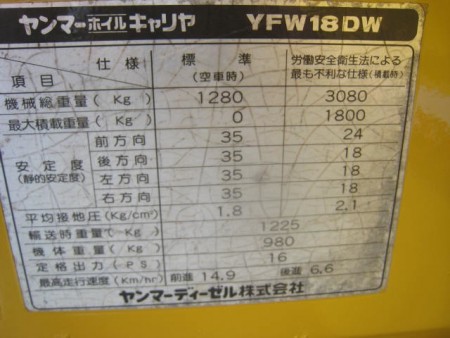 ヤンマーホイルキャリヤ YFW18DW
項目 仕様 標準(空車時) 労働安全衛生法による最も不利な仕様(積載時)
機械総重量(Kg) 1280 3080
最大積載重量(Kg) 0 1800
安定度(静的安定度) 前方向 35 24
後方向 35 18
左方向 35 18
右方向 35 18
平均接地圧(Kg/cm²) 1.8 2.1
輸送時重量(Kg) 1225
機体重量(Kg) 980
定格出力(PS) 16
最高走行速度(Km/hr) 前進 14.9 後進 6.6
ヤンマーディーゼル株式会社